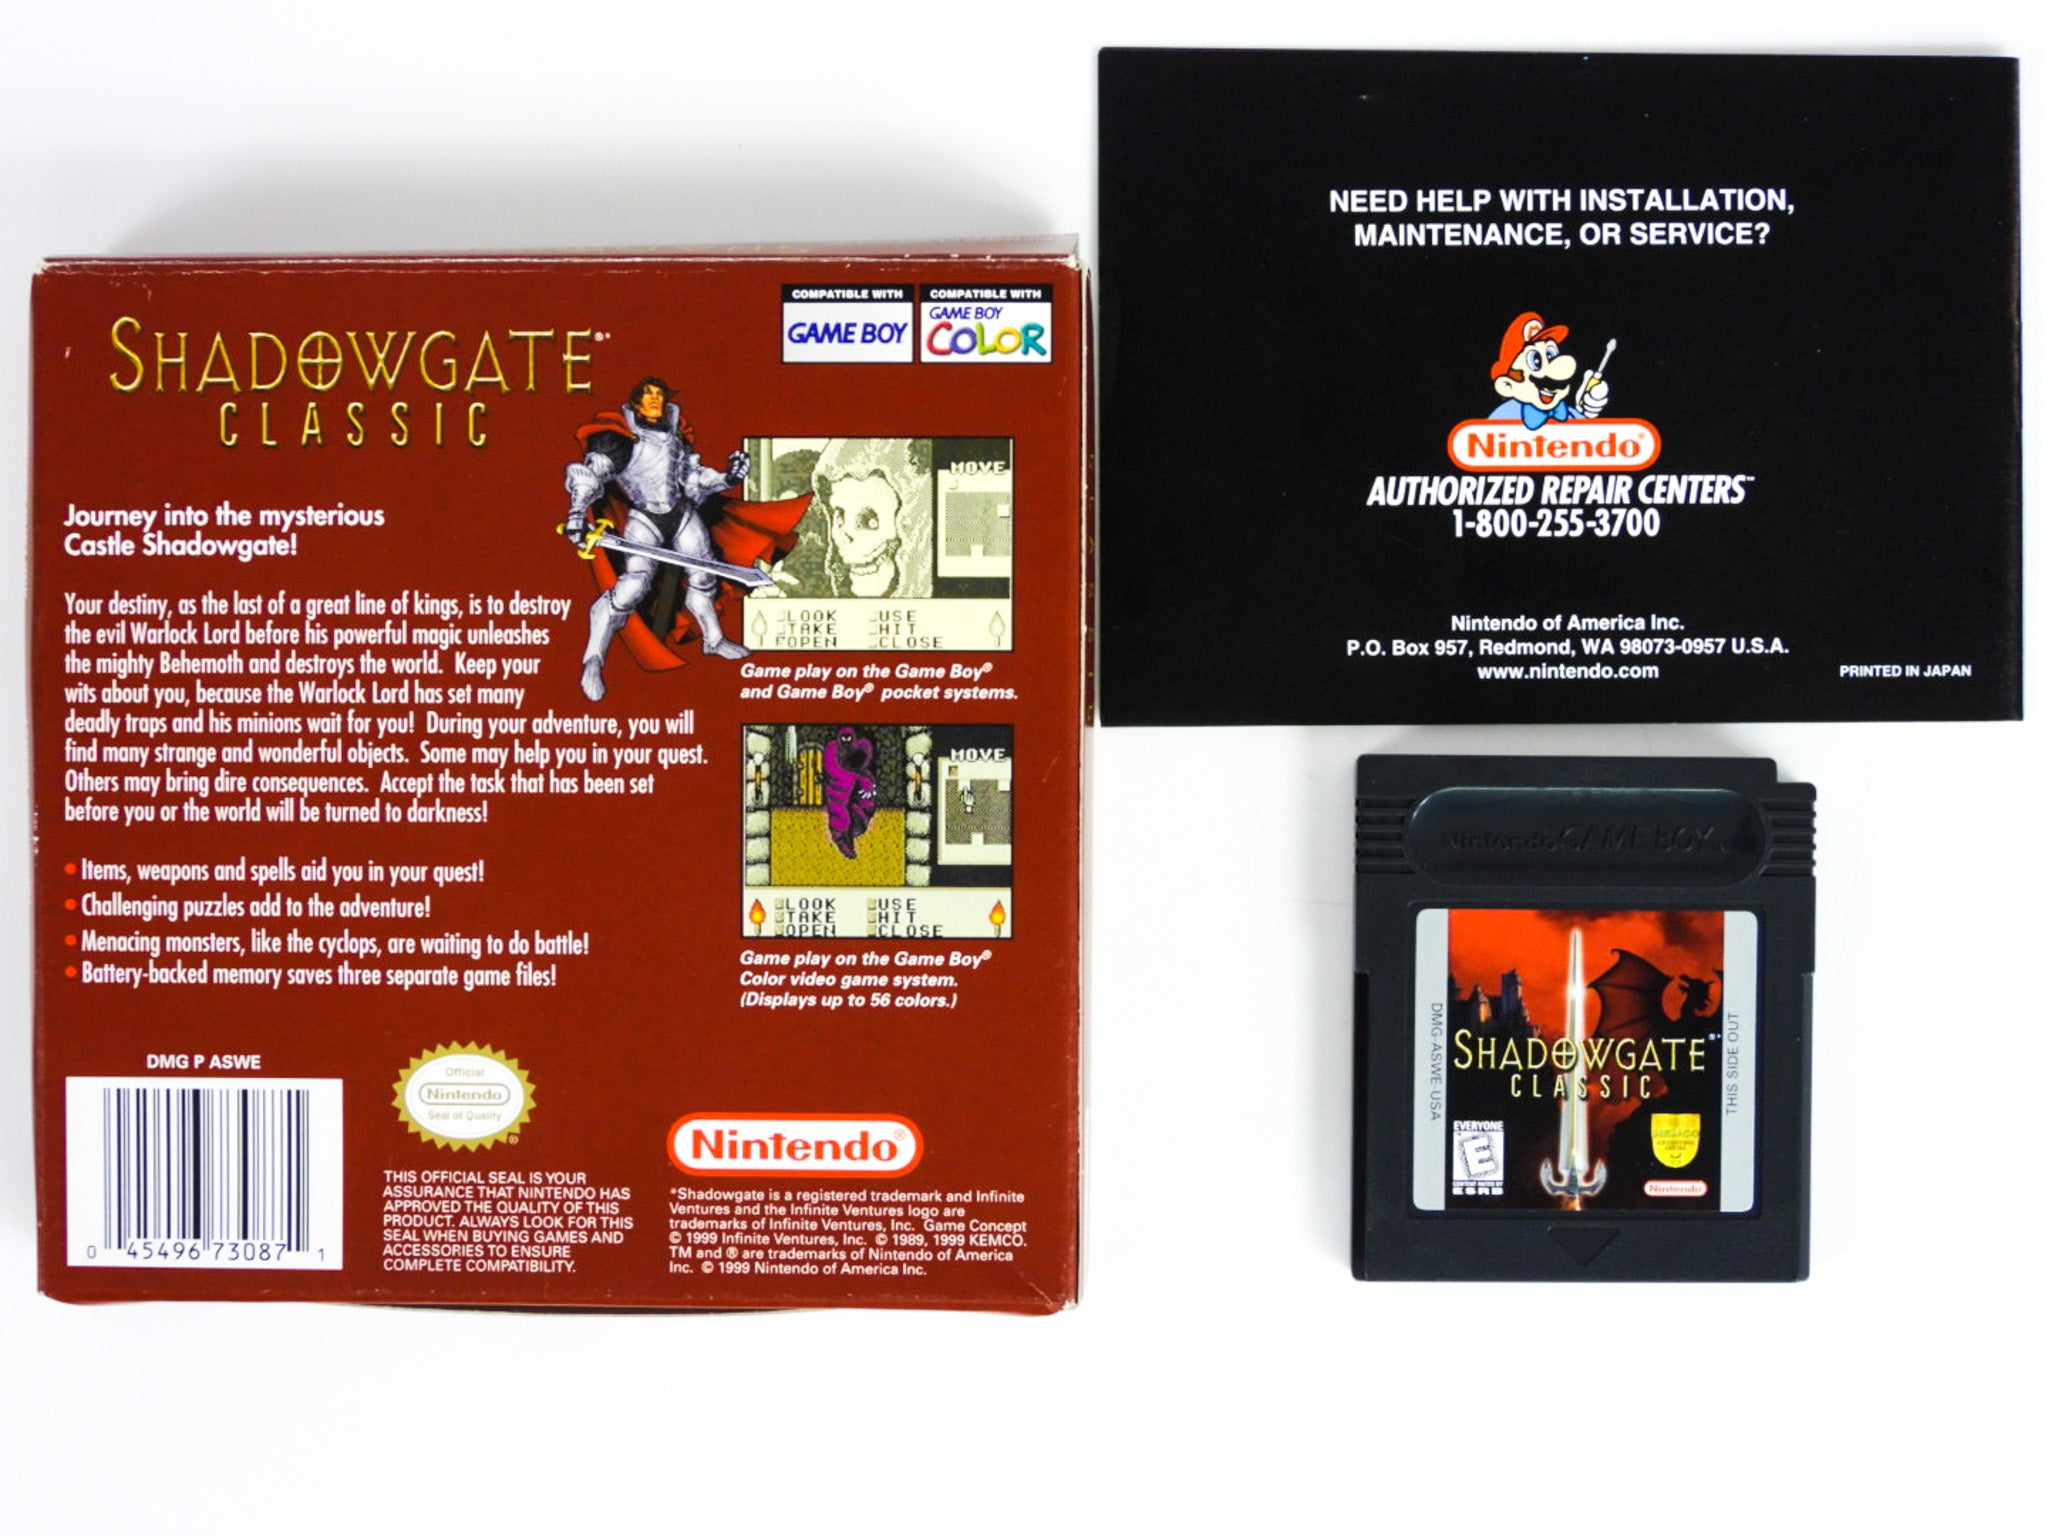 SHADOWGATE®*
CLASSIC
COMPATIBLE WITH
GAME BOY
COMPATIBLE WITH
GAME BOY
COLOR
Journey into the mysterious
Castle Shadowgate!
Your destiny, as the last of a great line of kings, is to destroy
the evil Warlock Lord before his powerful magic unleashes
the mighty Behemoth and destroys the world. Keep your
wits about you, because the Warlock Lord has set many
deadly traps and his minions wait for you! During your adventure, you will
find many strange and wonderful objects. Some may help you in your quest.
Others may bring dire consequences. Accept the task that has been set
before you or the world will be turned to darkness!
• Items, weapons and spells aid you in your quest!
• Challenging puzzles add to the adventure!
• Menacing monsters, like the cyclops, are waiting to do battle!
• Battery-backed memory saves three separate game files!
MOVE
LOOK USE
TAKE HIT
OPEN CLOSE
Game play on the Game Boy®
and Game Boy® pocket systems.
MOVE
LOOK USE
TAKE HIT
OPEN CLOSE
Game play on the Game Boy®
Color video game system.
(Displays up to 56 colors.)
DMG P ASWE
0 45496 73087 1
Official
Nintendo
Seal of Quality
®
THIS OFFICIAL SEAL IS YOUR
ASSURANCE THAT NINTENDO HAS
APPROVED THE QUALITY OF THIS
PRODUCT. ALWAYS LOOK FOR THIS
SEAL WHEN BUYING GAMES AND
ACCESSORIES TO ENSURE
COMPLETE COMPATIBILITY.
Nintendo®
*Shadowgate is a registered trademark and Infinite
Ventures and the Infinite Ventures logo are
trademarks of Infinite Ventures, Inc. Game Concept
© 1999 Infinite Ventures, Inc. © 1989, 1999 KEMCO.
TM and ® are trademarks of Nintendo of America
Inc. © 1999 Nintendo of America Inc.
NEED HELP WITH INSTALLATION,
MAINTENANCE, OR SERVICE?
Nintendo®
AUTHORIZED REPAIR CENTERS™
1-800-255-3700
Nintendo of America Inc.
P.O. Box 957, Redmond, WA 98073-0957 U.S.A.
www.nintendo.com
PRINTED IN JAPAN
Nintendo GAME BOY
DMG-ASWE-USA
SHADOWGATE®*
CLASSIC
THIS SIDE OUT
EVERYONE
E
CONTENT RATED BY
ESRB
Nintendo